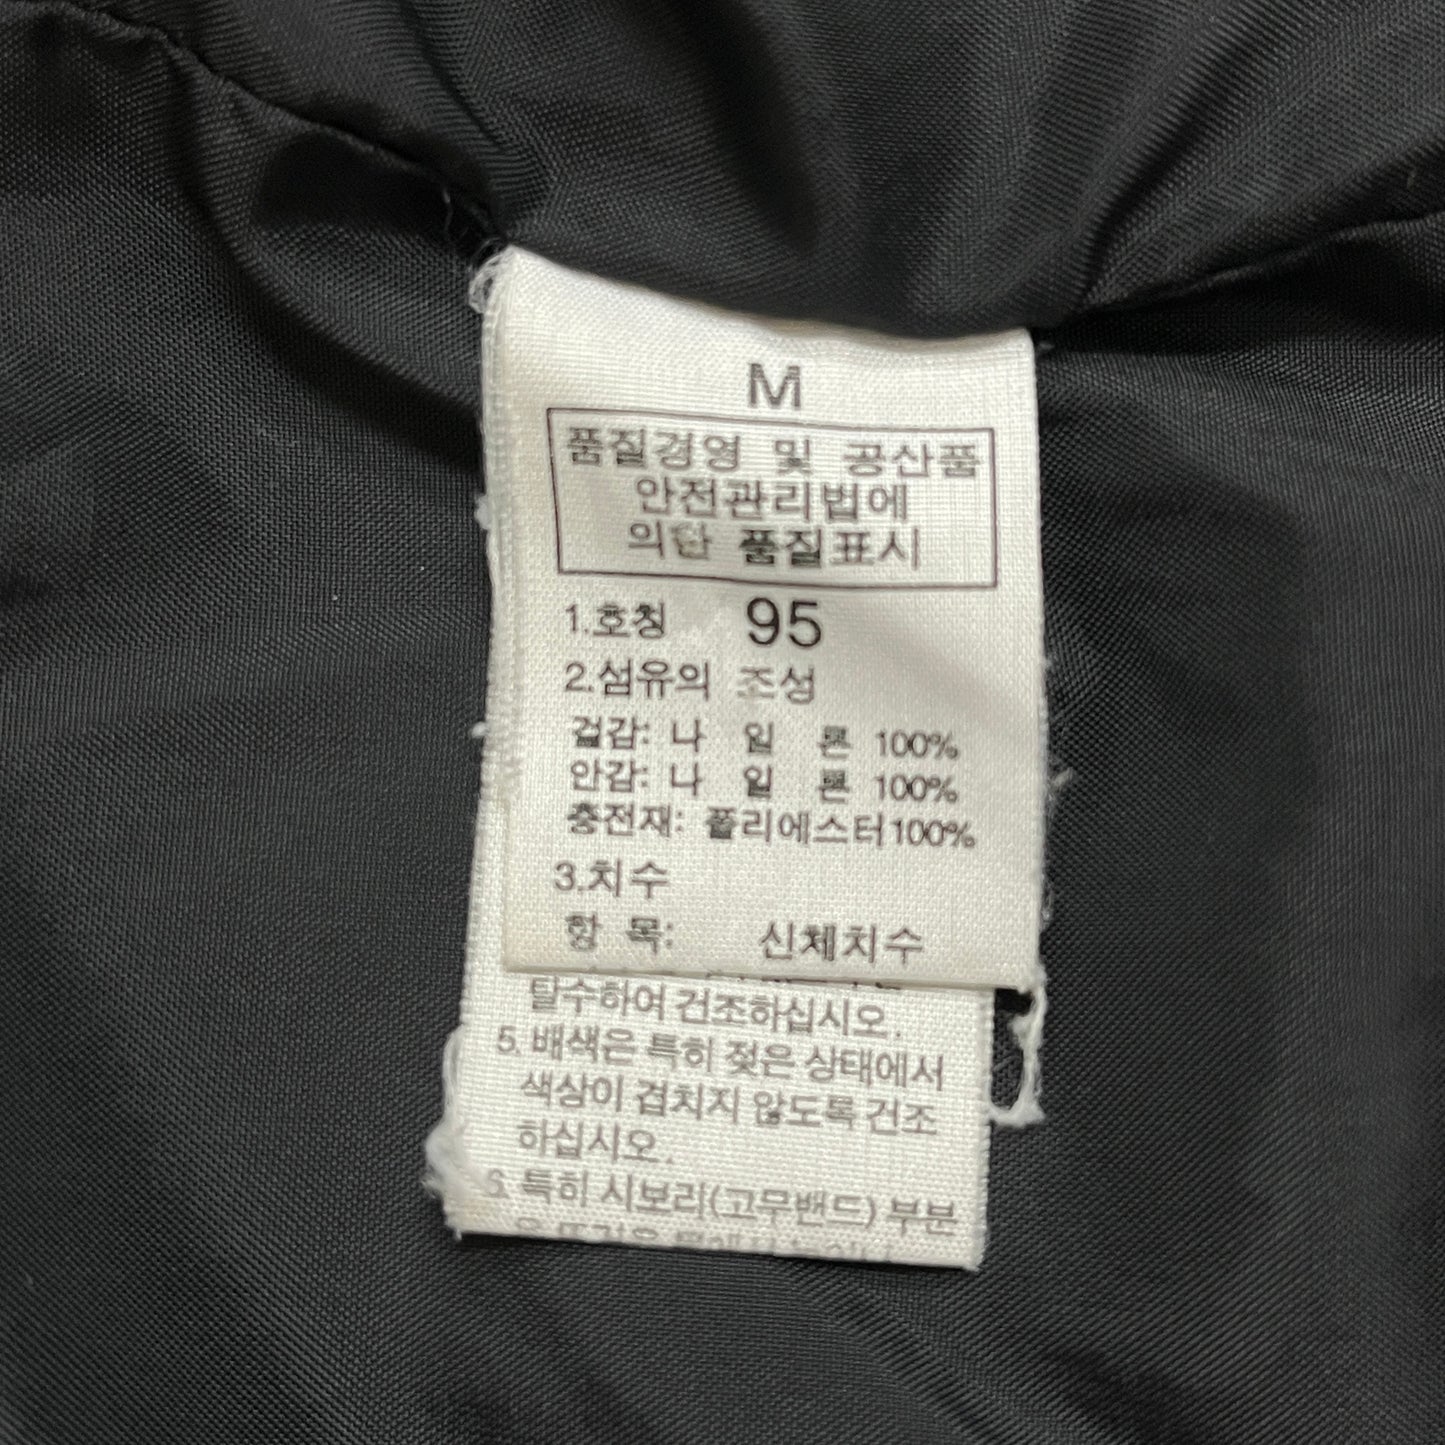 M
품질경영 및 공산품
안전관리법에
의한 품질표시
1.호칭 95
2.섬유의 조성
겉감: 나 일 론 100%
안감: 나 일 론 100%
충전재: 폴리에스터100%
3.치수
항 목: 신체치수
탈수하여 건조하십시오.
5. 배색은 특히 젖은 상태에서
색상이 겹치지 않도록 건조
하십시오.
6. 특히 시보리(고무밴드) 부분